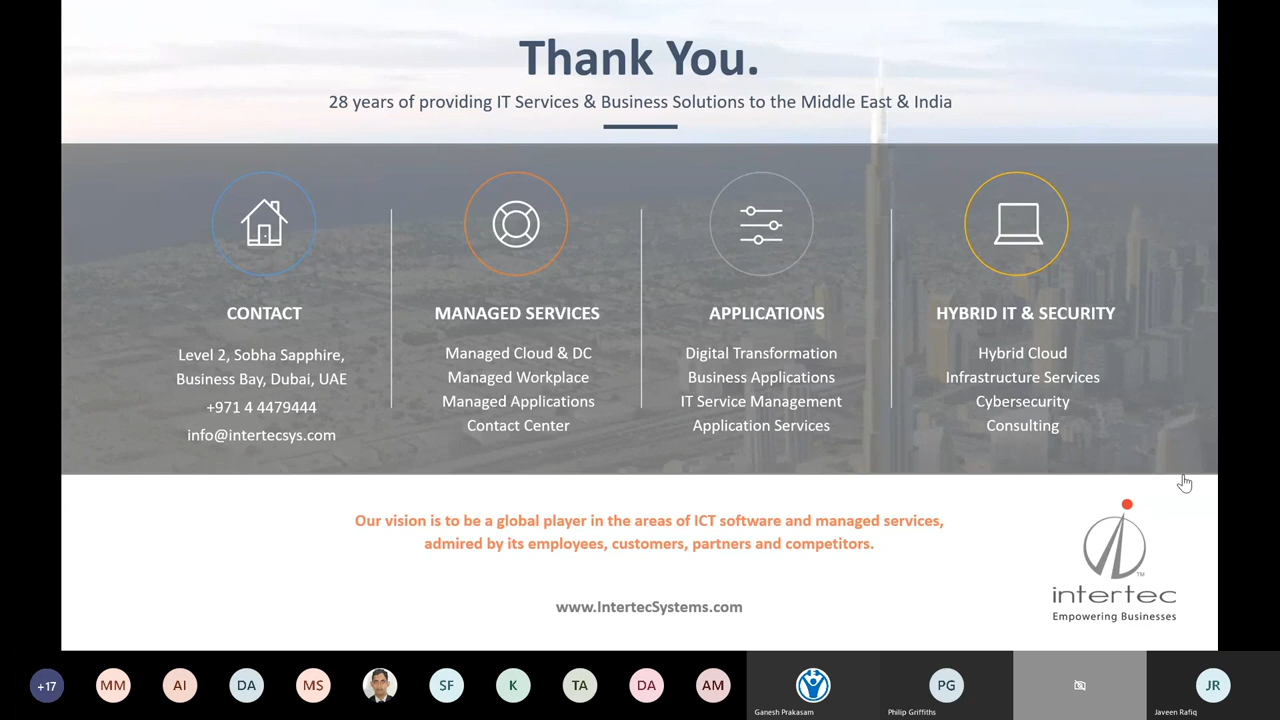 Thank You.
28 years of providing IT Services & Business Solutions to the Middle East & India
CONTACT
Level 2, Sobha Sapphire,
Business Bay, Dubai, UAE
+971 4 4479444
info@intertecsys.com
MANAGED SERVICES
Managed Cloud & DC
Managed Workplace
Managed Applications
Contact Center
APPLICATIONS
Digital Transformation
Business Applications
IT Service Management
Application Services
HYBRID IT & SECURITY
Hybrid Cloud
Infrastructure Services
Cybersecurity
Consulting
Our vision is to be a global player in the areas of ICT software and managed services,
admired by its employees, customers, partners and competitors.
www.IntertecSystems.com
TM
intertec
Empowering Businesses
+17
MM
AI
DA
MS
SF
K
TA
DA
AM
Ganesh Prakasam
PG
Philip Griffiths
JR
Javeen Rafiq